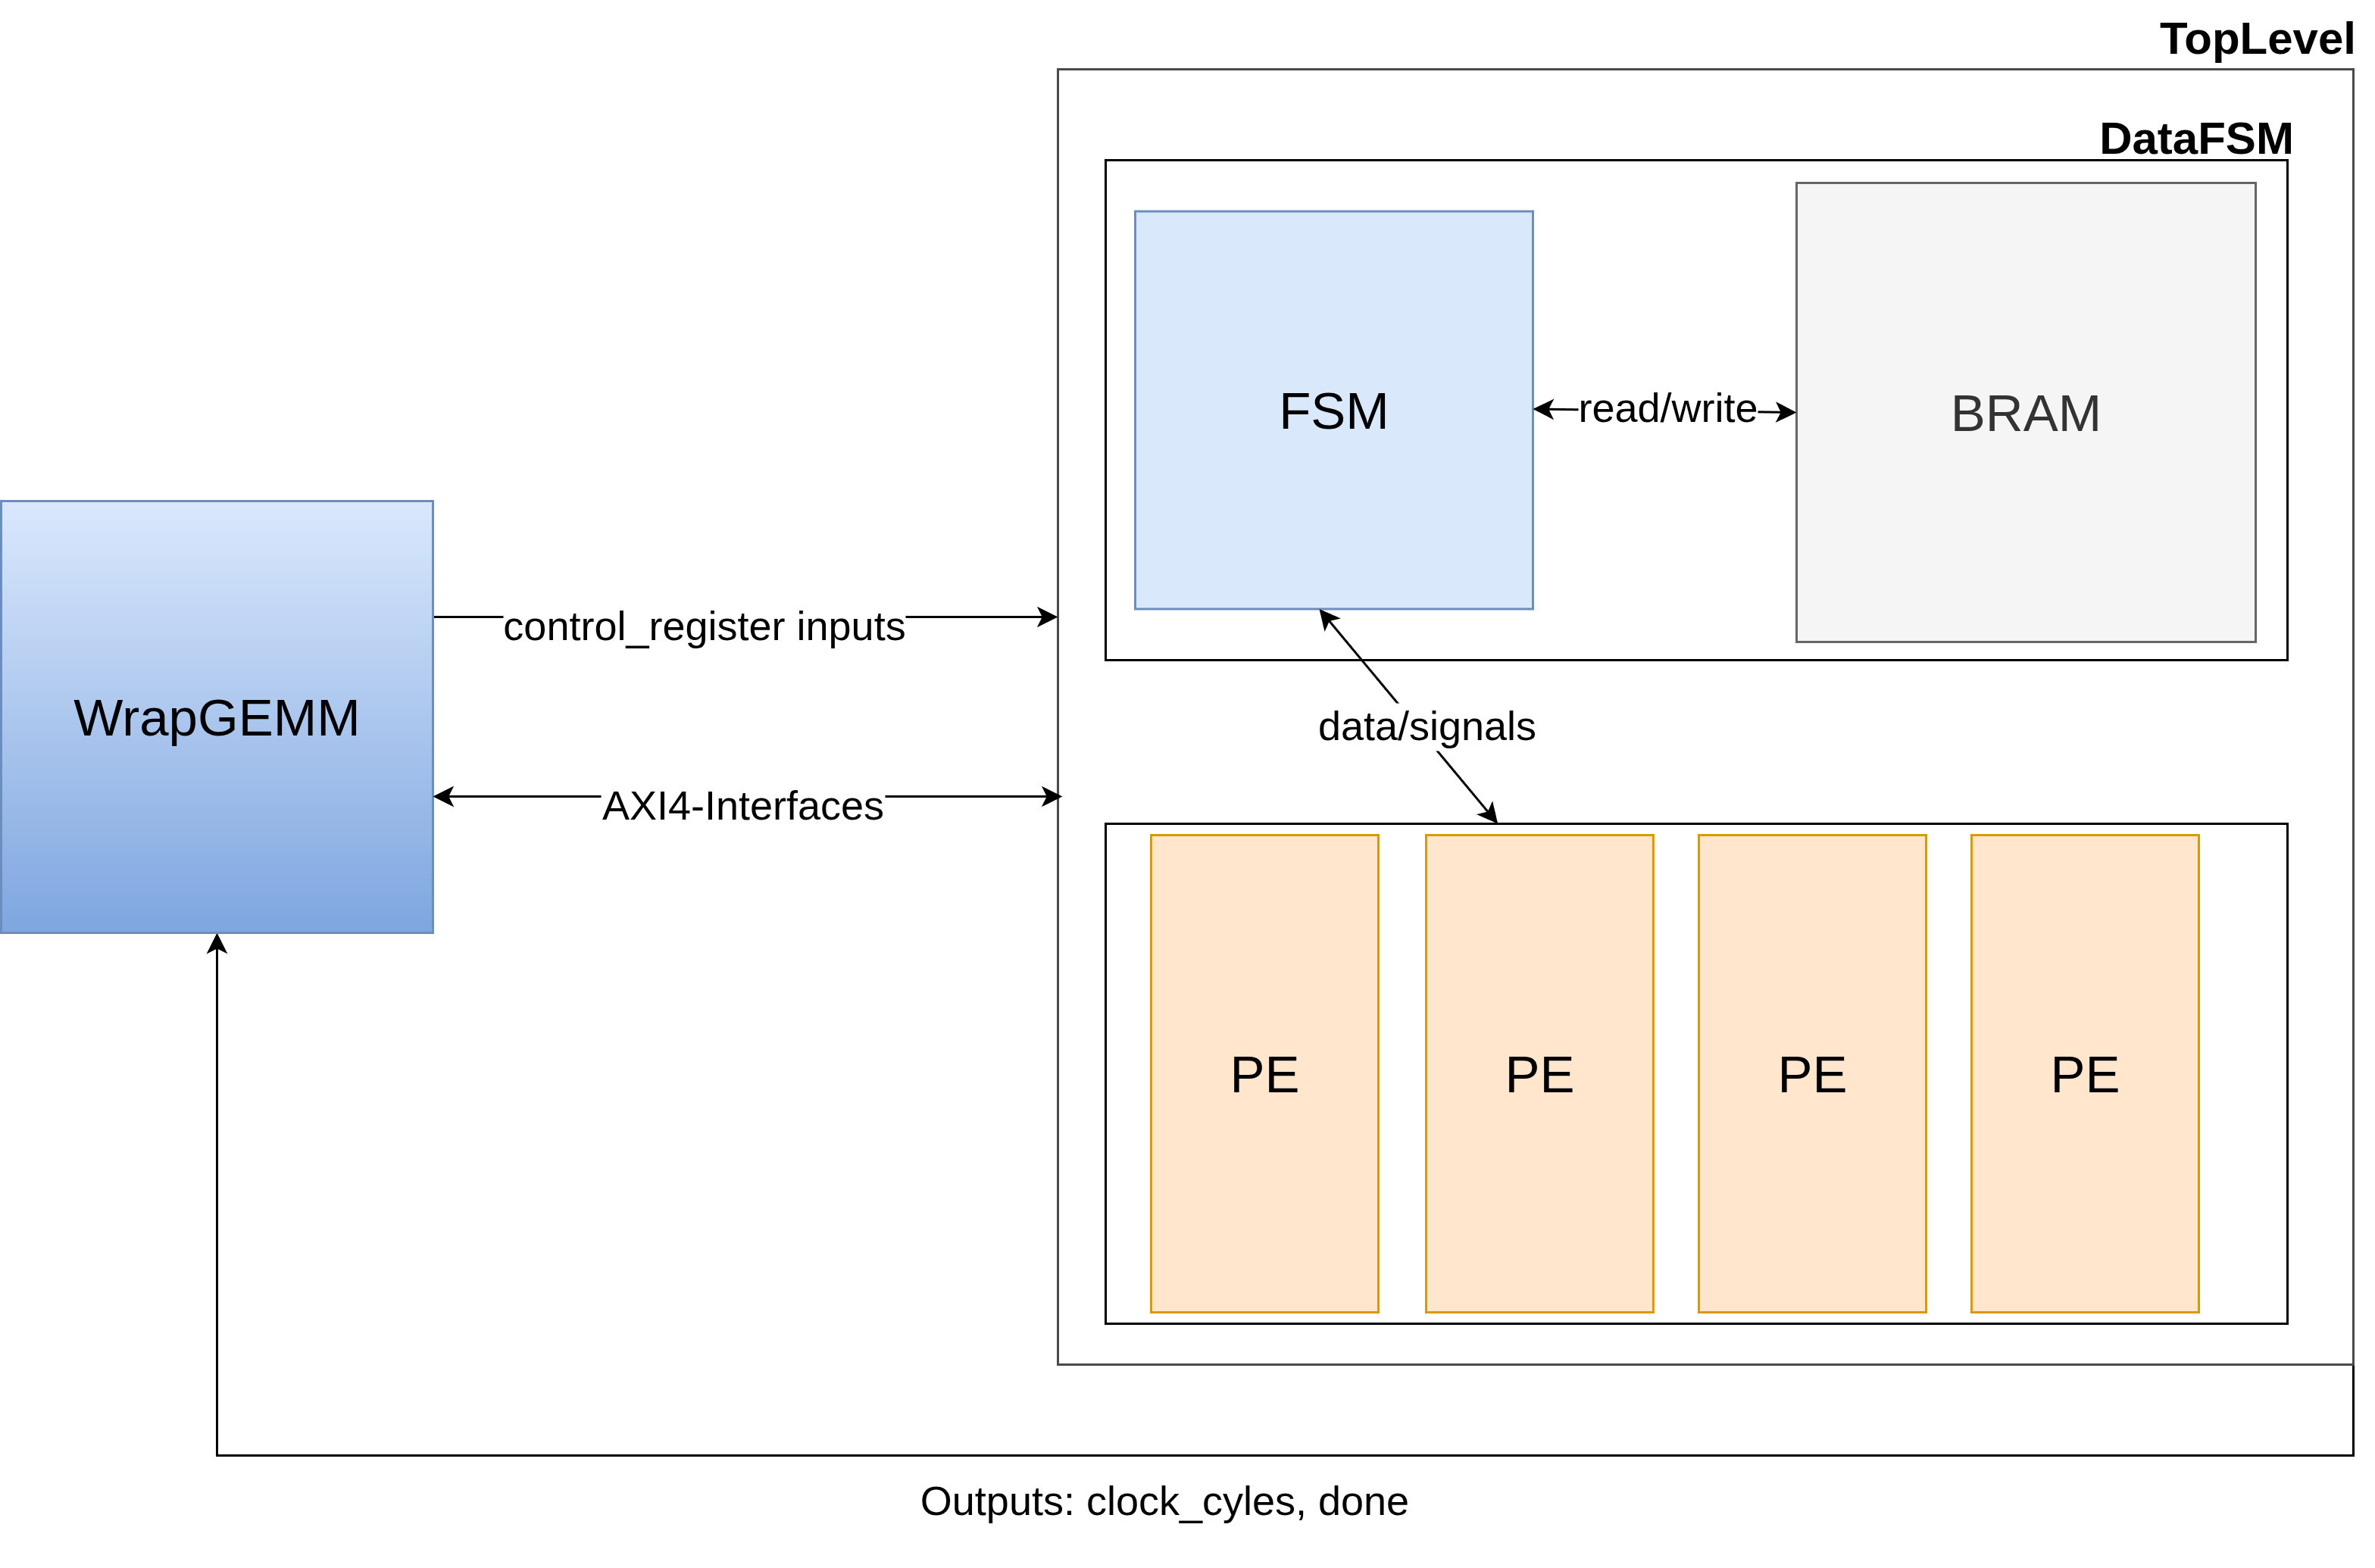 TopLevel
DataFSM
FSM
read/write
BRAM
control_register inputs
WrapGEMM
data/signals
AXI4-Interfaces
PE
PE
PE
PE
Outputs: clock_cyles, done